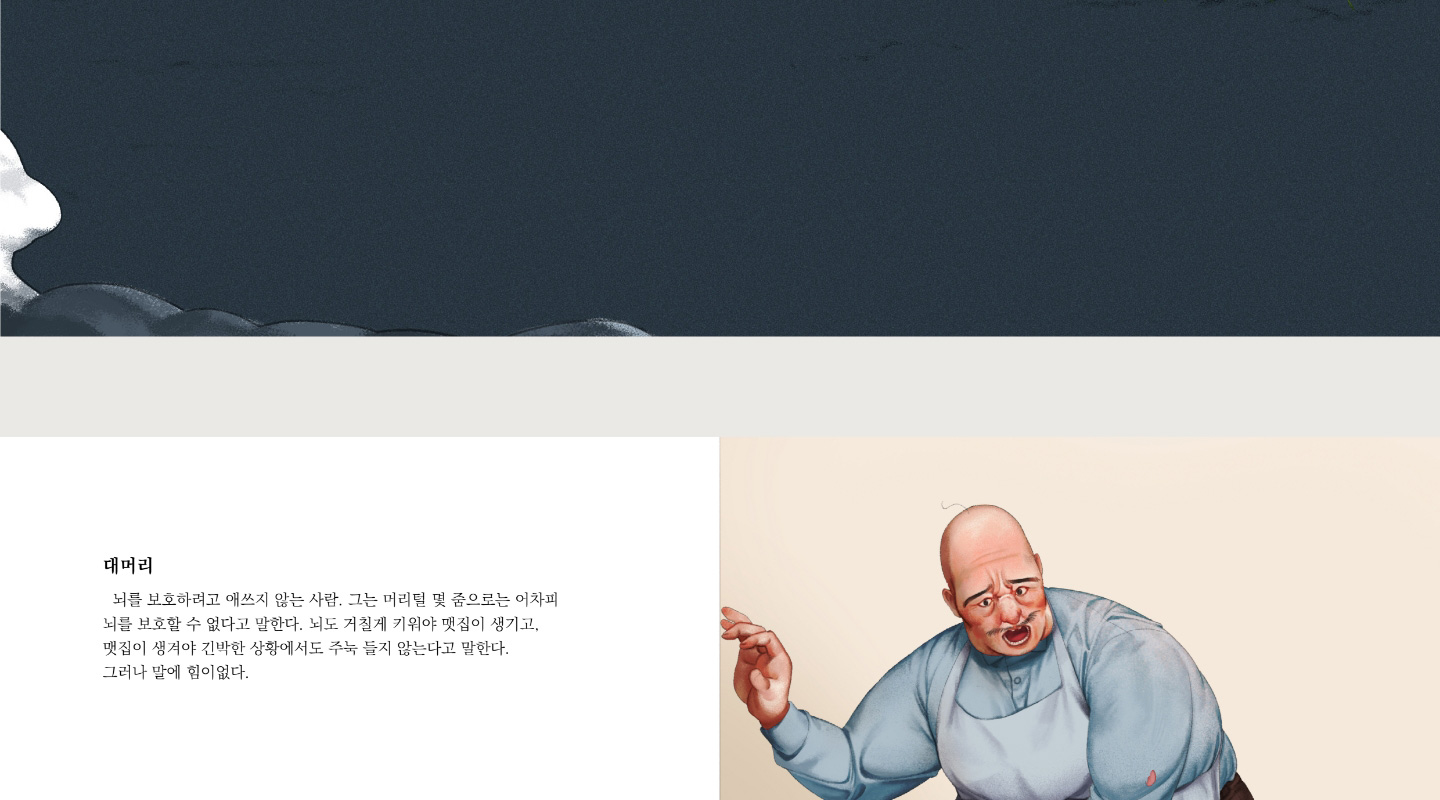 대머리
뇌를 보호하려고 애쓰지 않는 사람. 그는 머리털 몇 줌으로는 어차피
뇌를 보호할 수 없다고 말한다. 뇌도 거칠게 키워야 맷집이 생기고,
맷집이 생겨야 긴박한 상황에서도 주눅 들지 않는다고 말한다.
그러나 말에 힘이없다.